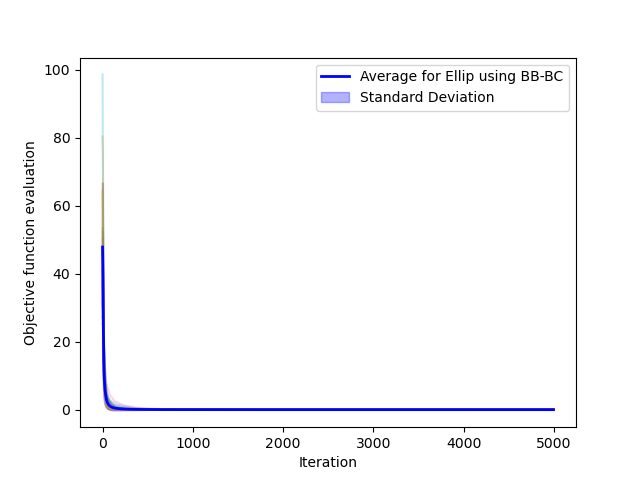 Average for Ellip using BB-BC
Standard Deviation
Objective function evaluation
100
80
60
40
20
0
0 1000 2000 3000 4000 5000
Iteration